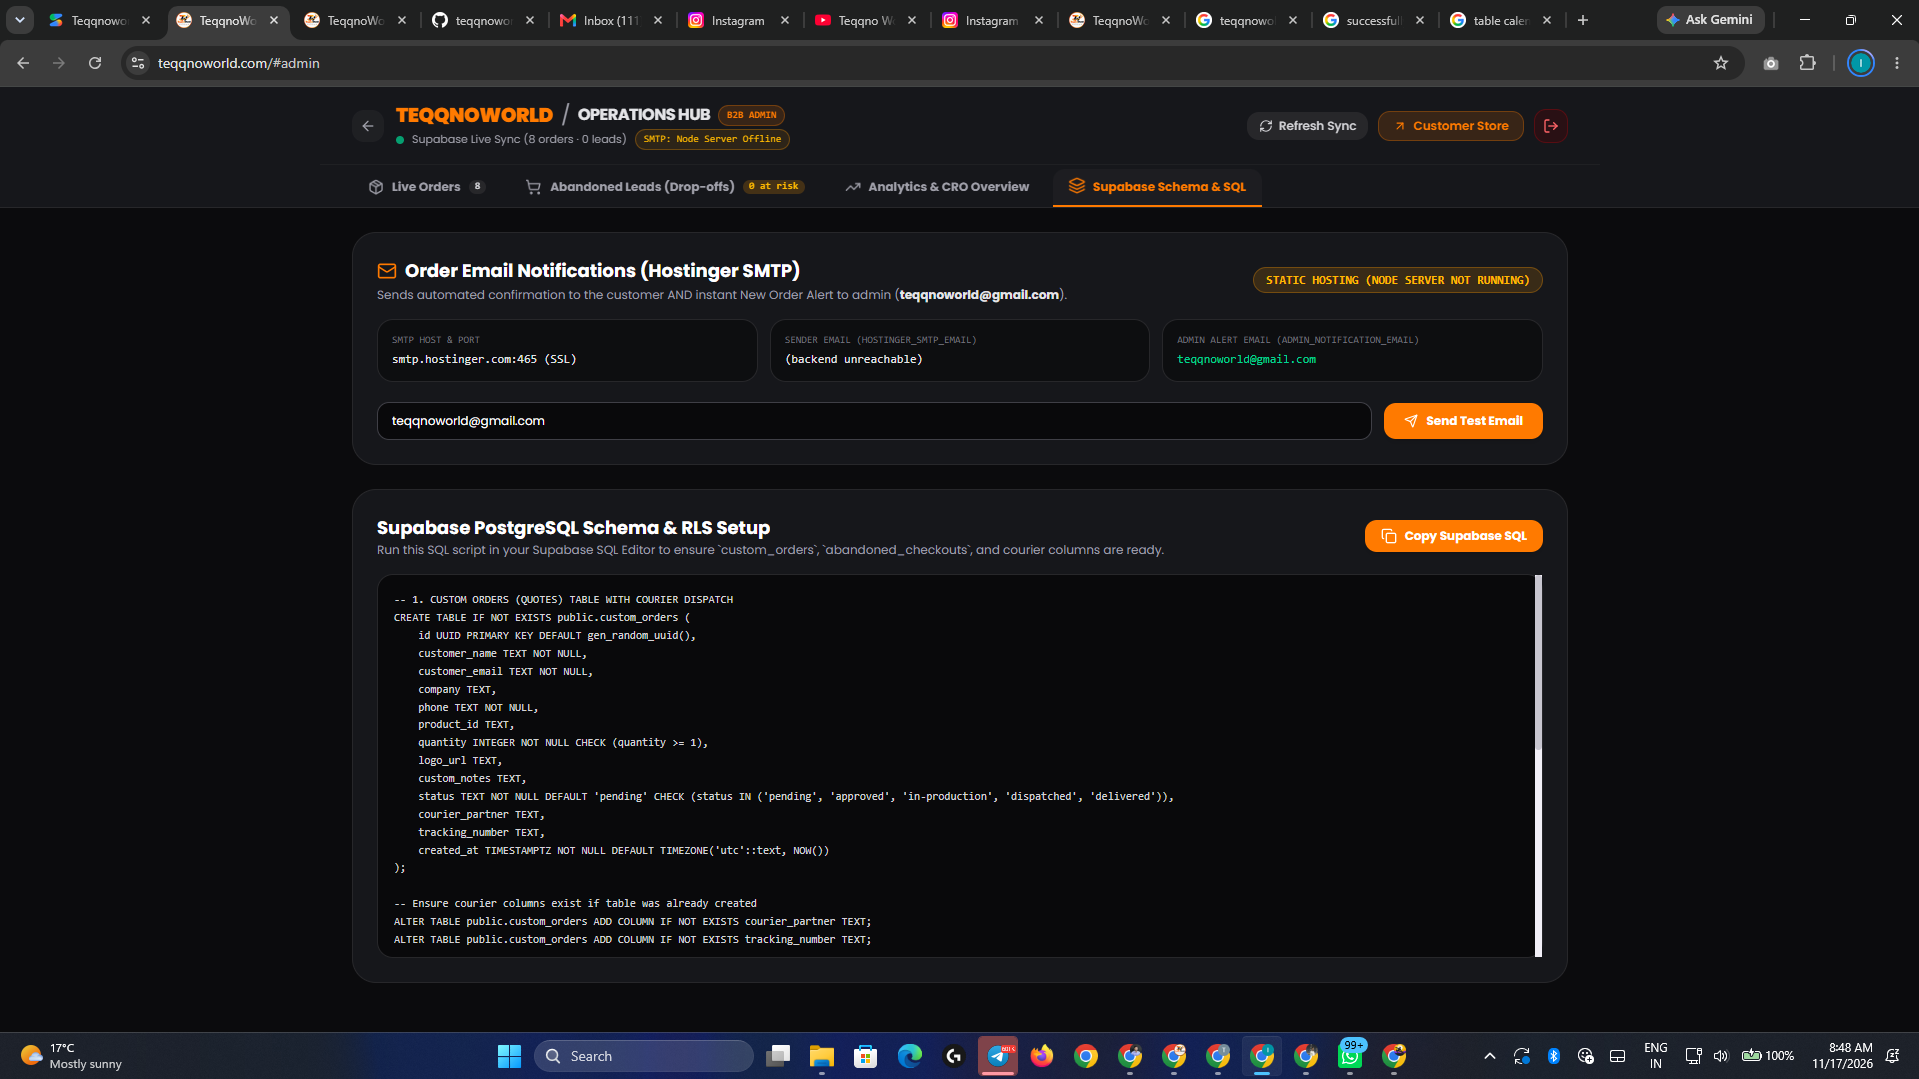 Teqqnowo
TeqqnoWo
TeqqnoWo
teqqnowor
Inbox (111
Instagram
Teqqno W
Instagram
TeqqnoWo
teqqnowo
successfull
table caler
Ask Gemini
teqqnoworld.com/#admin
TEQQNOWORLD / OPERATIONS HUB B2B ADMIN
Supabase Live Sync (8 orders · 0 leads) SMTP: Node Server Offline
Refresh Sync
Customer Store
Live Orders 8
Abandoned Leads (Drop-offs) 0 at risk
Analytics & CRO Overview
Supabase Schema & SQL
Order Email Notifications (Hostinger SMTP)
Sends automated confirmation to the customer AND instant New Order Alert to admin (teqqnoworld@gmail.com).
STATIC HOSTING (NODE SERVER NOT RUNNING)
SMTP HOST & PORT
smtp.hostinger.com:465 (SSL)
SENDER EMAIL (HOSTINGER_SMTP_EMAIL)
(backend unreachable)
ADMIN ALERT EMAIL (ADMIN_NOTIFICATION_EMAIL)
teqqnoworld@gmail.com
teqqnoworld@gmail.com
Send Test Email
Supabase PostgreSQL Schema & RLS Setup
Run this SQL script in your Supabase SQL Editor to ensure `custom_orders`, `abandoned_checkouts`, and courier columns are ready.
Copy Supabase SQL
-- 1. CUSTOM ORDERS (QUOTES) TABLE WITH COURIER DISPATCH
CREATE TABLE IF NOT EXISTS public.custom_orders (
id UUID PRIMARY KEY DEFAULT gen_random_uuid(),
customer_name TEXT NOT NULL,
customer_email TEXT NOT NULL,
company TEXT,
phone TEXT NOT NULL,
product_id TEXT,
quantity INTEGER NOT NULL CHECK (quantity >= 1),
logo_url TEXT,
custom_notes TEXT,
status TEXT NOT NULL DEFAULT 'pending' CHECK (status IN ('pending', 'approved', 'in-production', 'dispatched', 'delivered')),
courier_partner TEXT,
tracking_number TEXT,
created_at TIMESTAMPTZ NOT NULL DEFAULT TIMEZONE('utc'::text, NOW())
);
-- Ensure courier columns exist if table was already created
ALTER TABLE public.custom_orders ADD COLUMN IF NOT EXISTS courier_partner TEXT;
ALTER TABLE public.custom_orders ADD COLUMN IF NOT EXISTS tracking_number TEXT;
17°C
Mostly sunny
Search
99+
ENG
IN
100%
8:48 AM
11/17/2026